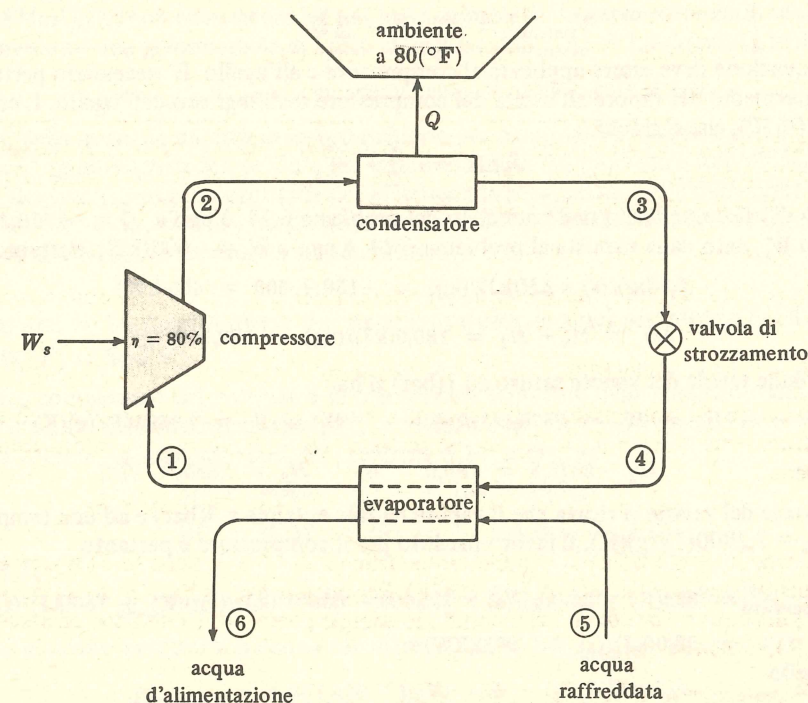 ambiente
a 80(°F)
Q
②
condensatore
③
W_s
η = 80%
compressore
valvola di
strozzamento
①
④
evaporatore
⑥
⑤
acqua
d'alimentazione
acqua
raffreddata